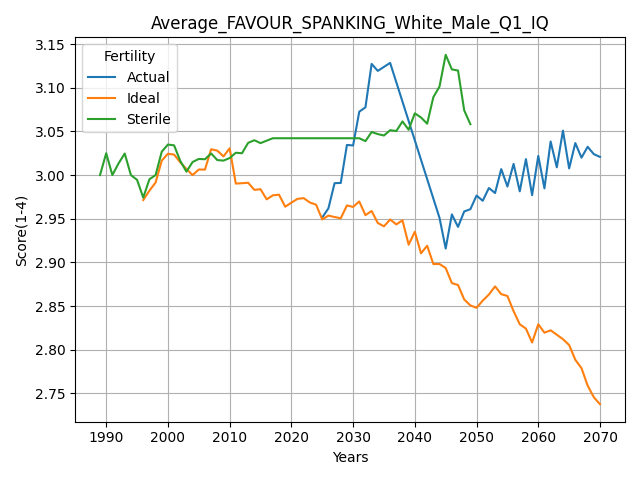 Average_FAVOUR_SPANKING_White_Male_Q1_IQ
Fertility
Actual
Ideal
Sterile
Score(1-4)
3.15
3.10
3.05
3.00
2.95
2.90
2.85
2.80
2.75
1990 2000 2010 2020 2030 2040 2050 2060 2070
Years